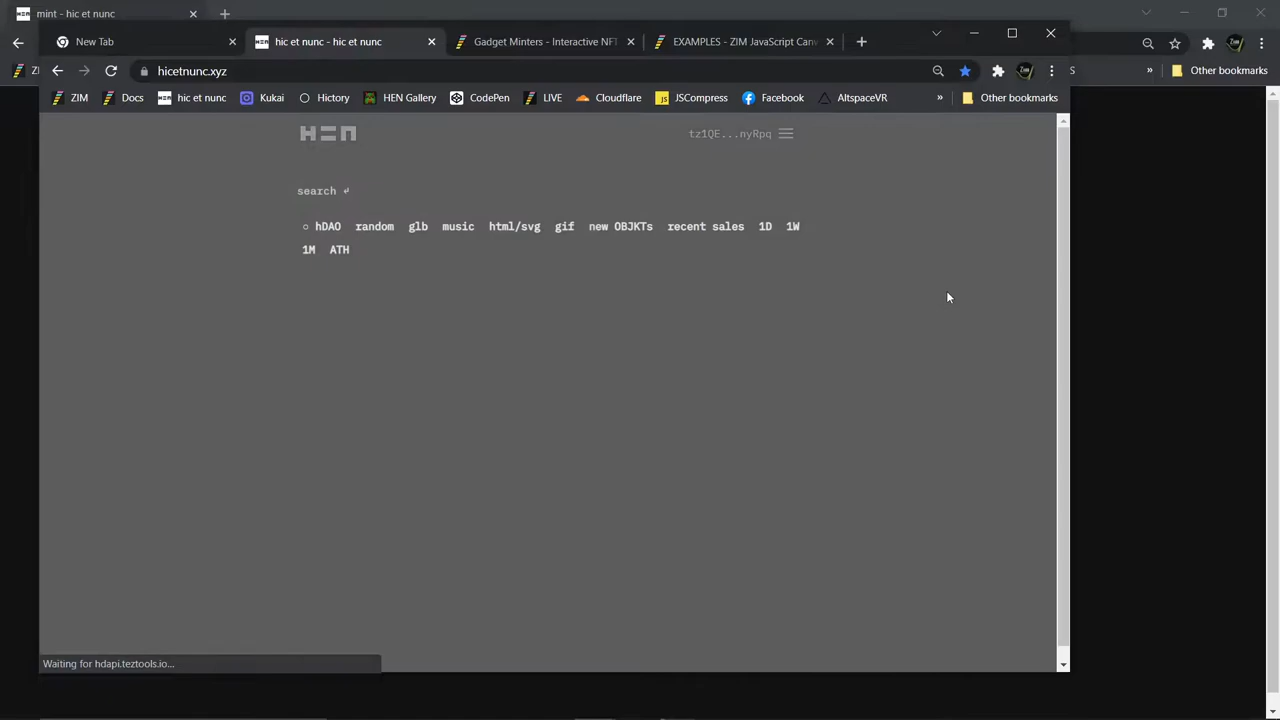 mint - hic et nunc
New Tab
hic et nunc - hic et nunc
Gadget Minters - Interactive NFT
EXAMPLES - ZIM JavaScript Canv
hicetnunc.xyz
ZIM
Docs
hic et nunc
Kukai
Hictory
HEN Gallery
CodePen
LIVE
Cloudflare
JSCompress
Facebook
AltspaceVR
»
Other bookmarks
S
»
Other bookmarks
HEN
tz1QE...nyRpq
search ↲
○ hDAO random glb music html/svg gif new OBJKTs recent sales 1D 1W
1M ATH
Waiting for hdapi.teztools.io...